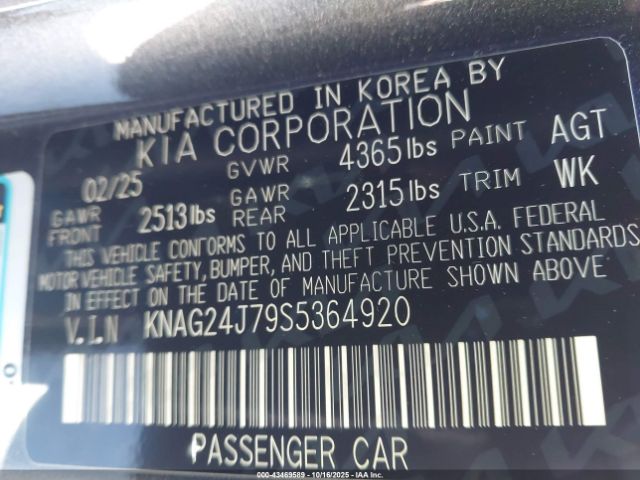 MANUFACTURED IN KOREA BY
KIA CORPORATION
02/25 GVWR 4365 lbs PAINT AGT
GAWR FRONT 2513 lbs GAWR REAR 2315 lbs TRIM WK
THIS VEHICLE CONFORMS TO ALL APPLICABLE U.S.A. FEDERAL
MOTOR VEHICLE SAFETY, BUMPER, AND THEFT PREVENTION STANDARDS
IN EFFECT ON THE DATE OF MANUFACTURE SHOWN ABOVE
V.I.N KNAG24J79S5364920
PASSENGER CAR
000-43469589 - 10/16/2025 - IAA Inc.